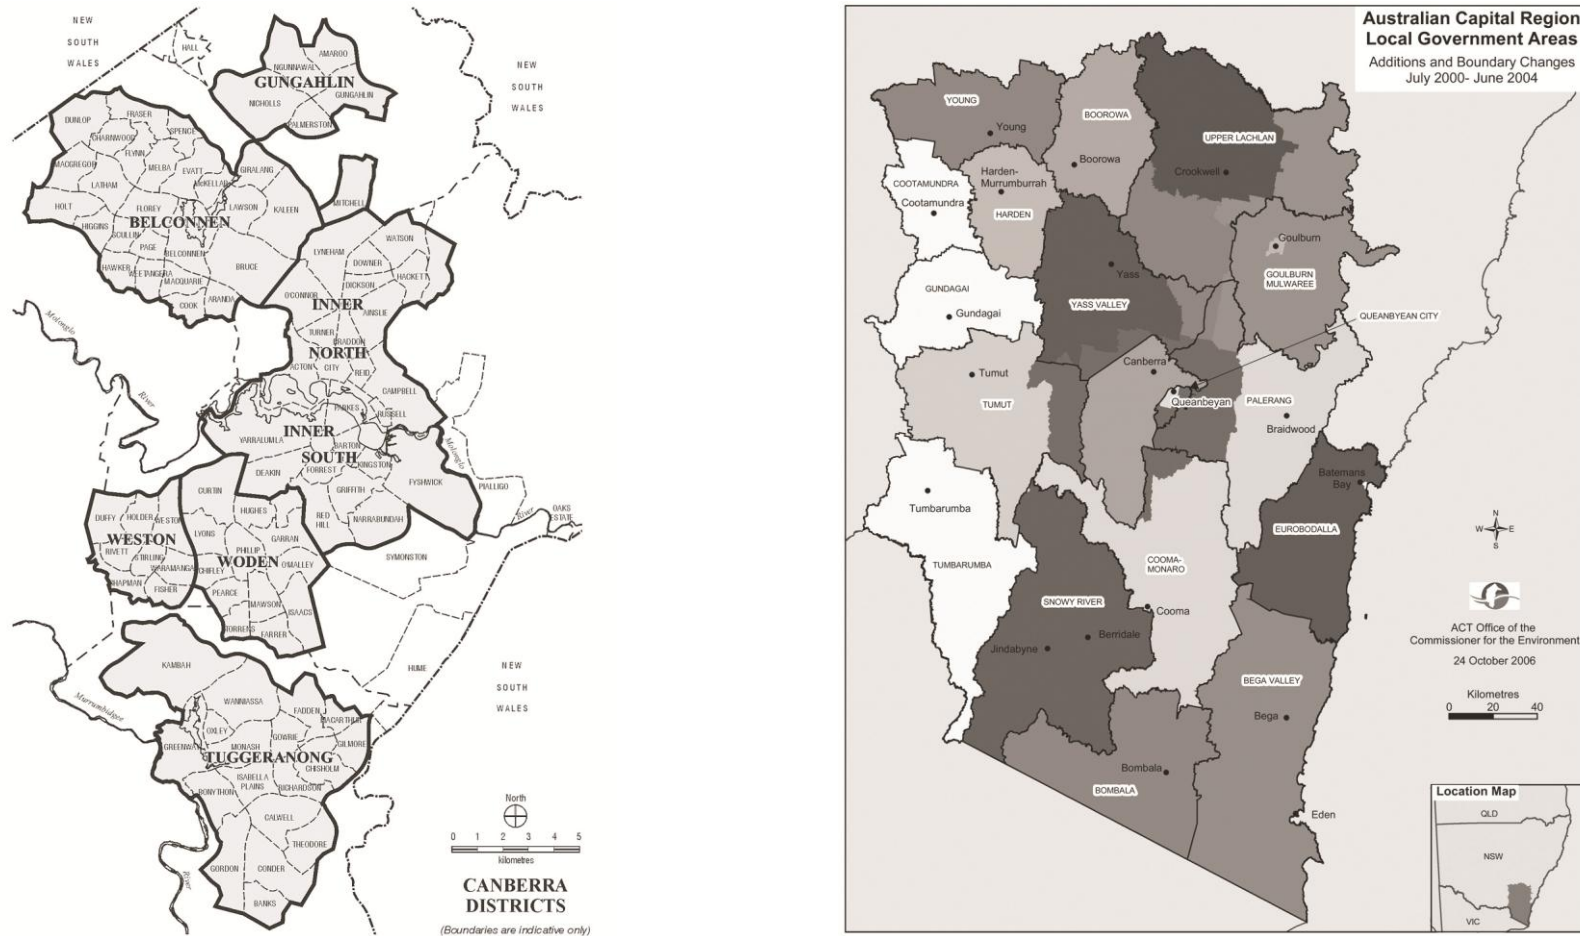 NEW
SOUTH
WALES
HALL
AMAROO
NGUNNAWAL
GUNGAHLIN
GUNGAHLIN
NICHOLLS
PALMERSTON
NEW
SOUTH
WALES
DUNLOP
FRASER
SPENCE
CHARNWOOD
FLYNN
MACGREGOR
MELBA
EVATT
GIRALANG
McKELLAR
LATHAM
HOLT
FLOREY
LAWSON
KALEEN
MITCHELL
HIGGINS
BELCONNEN
SCULLIN
PAGE
BELCONNEN
HAWKER
WEETANGERA
MACQUARIE
BRUCE
COOK
ARANDA
WATSON
LYNEHAM
DOWNER
HACKETT
DICKSON
O'CONNOR
INNER
AINSLIE
TURNER
BRADDON
NORTH
ACTON
CITY
REID
CAMPBELL
Molonglo
River
PARKES
RUSSELL
INNER
YARRALUMLA
BARTON
SOUTH
DEAKIN
FORREST
KINGSTON
Molonglo
FYSHWICK
PIALLIGO
GRIFFITH
RED
HILL
NARRABUNDAH
River
OAKS
ESTATE
SYMONSTON
CURTIN
HUGHES
DUFFY
HOLDER
WESTON
LYONS
GARRAN
WESTON
PHILLIP
RIVETT
STIRLING
WODEN
O'MALLEY
WARAMANGA
CHIFLEY
CHAPMAN
FISHER
PEARCE
MAWSON
ISAACS
TORRENS
FARRER
KAMBAH
HUME
NEW
SOUTH
WALES
Murrumbidgee
WANNIASSA
FADDEN
MACARTHUR
OXLEY
GOWRIE
GREENWAY
MONASH
GILMORE
TUGGERANONG
CHISHOLM
ISABELLA
PLAINS
BONYTHON
RICHARDSON
CALWELL
THEODORE
GORDON
CONDER
River
BANKS
North
0 1 2 3 4 5
kilometres
CANBERRA
DISTRICTS
(Boundaries are indicative only)
Australian Capital Region
Local Government Areas
Additions and Boundary Changes
July 2000- June 2004
YOUNG
Young
BOOROWA
Boorowa
UPPER LACHLAN
Crookwell
COOTAMUNDRA
Cootamundra
Harden-
Murrumburrah
HARDEN
Goulburn
GOULBURN
MULWAREE
Yass
YASS VALLEY
GUNDAGAI
Gundagai
QUEANBYEAN CITY
Canberra
Queanbeyan
Tumut
TUMUT
PALERANG
Braidwood
Batemans
Bay
Tumbarumba
EUROBODALLA
TUMBARUMBA
COOMA-
MONARO
SNOWY RIVER
Cooma
Berridale
Jindabyne
BEGA VALLEY
Bega
Bombala
BOMBALA
Eden
N
W E
S
ACT Office of the
Commissioner for the Environment
24 October 2006
Kilometres
0 20 40
Location Map
QLD
NSW
VIC